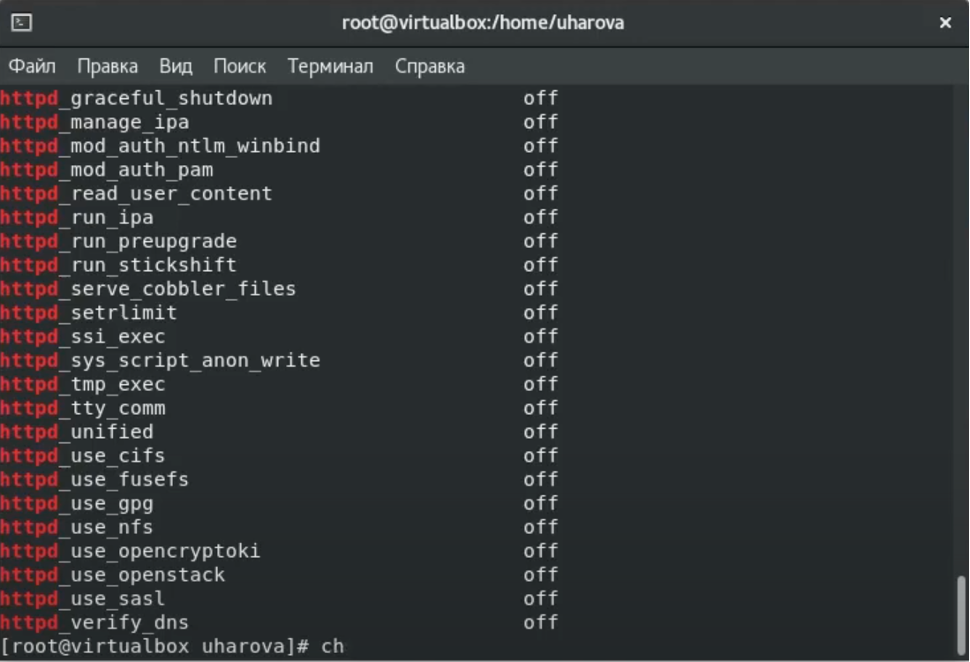 root@virtualbox:/home/uharova
Файл Правка Вид Поиск Терминал Справка
httpd_graceful_shutdown off
httpd_manage_ipa off
httpd_mod_auth_ntlm_winbind off
httpd_mod_auth_pam off
httpd_read_user_content off
httpd_run_ipa off
httpd_run_preupgrade off
httpd_run_stickshift off
httpd_serve_cobbler_files off
httpd_setrlimit off
httpd_ssi_exec off
httpd_sys_script_anon_write off
httpd_tmp_exec off
httpd_tty_comm off
httpd_unified off
httpd_use_cifs off
httpd_use_fusefs off
httpd_use_gpg off
httpd_use_nfs off
httpd_use_opencryptoki off
httpd_use_openstack off
httpd_use_sasl off
httpd_verify_dns off
[root@virtualbox uharova]# ch